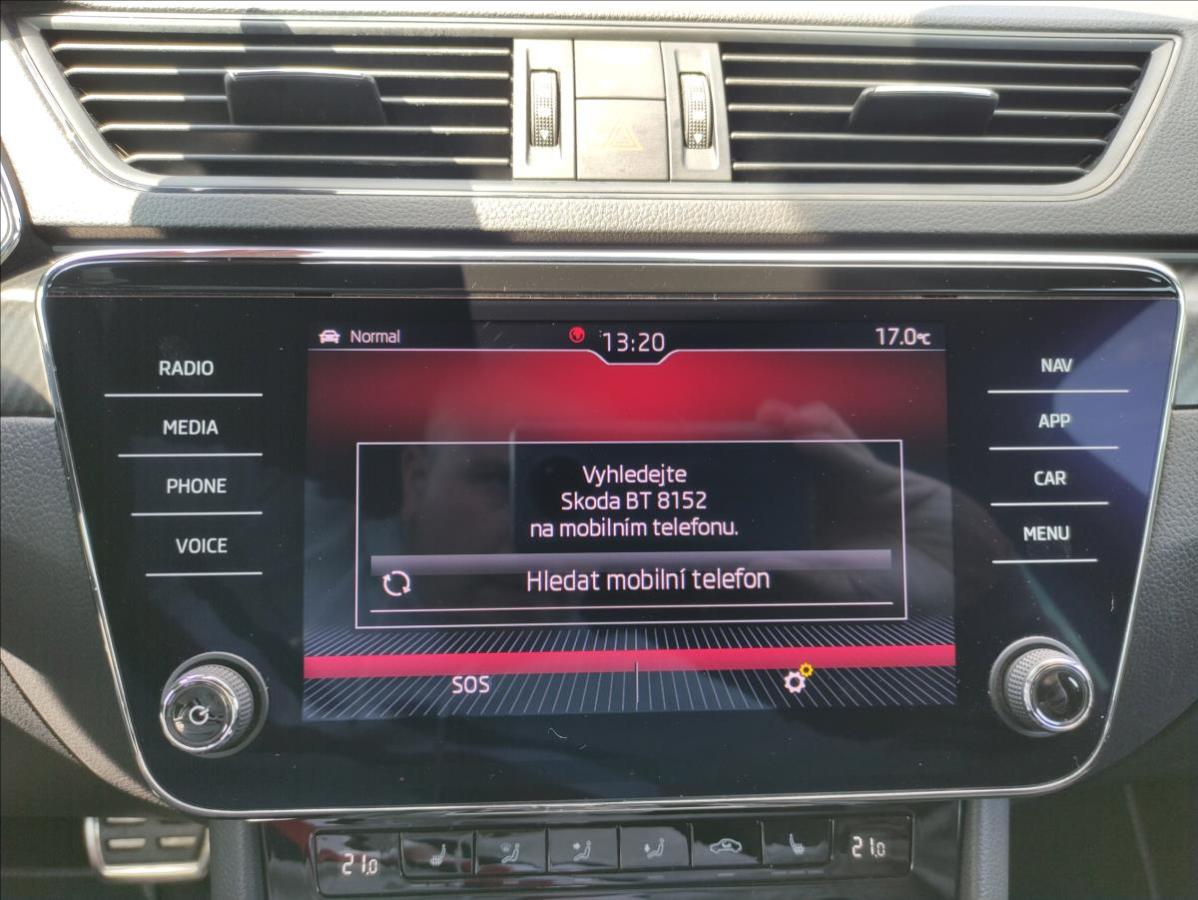 Normal
13:20
17.0°C
RADIO
MEDIA
PHONE
VOICE
NAV
APP
CAR
MENU
Vyhledejte
Skoda BT 8152
na mobilním telefonu.
Hledat mobilní telefon
SOS
21,0
21,0